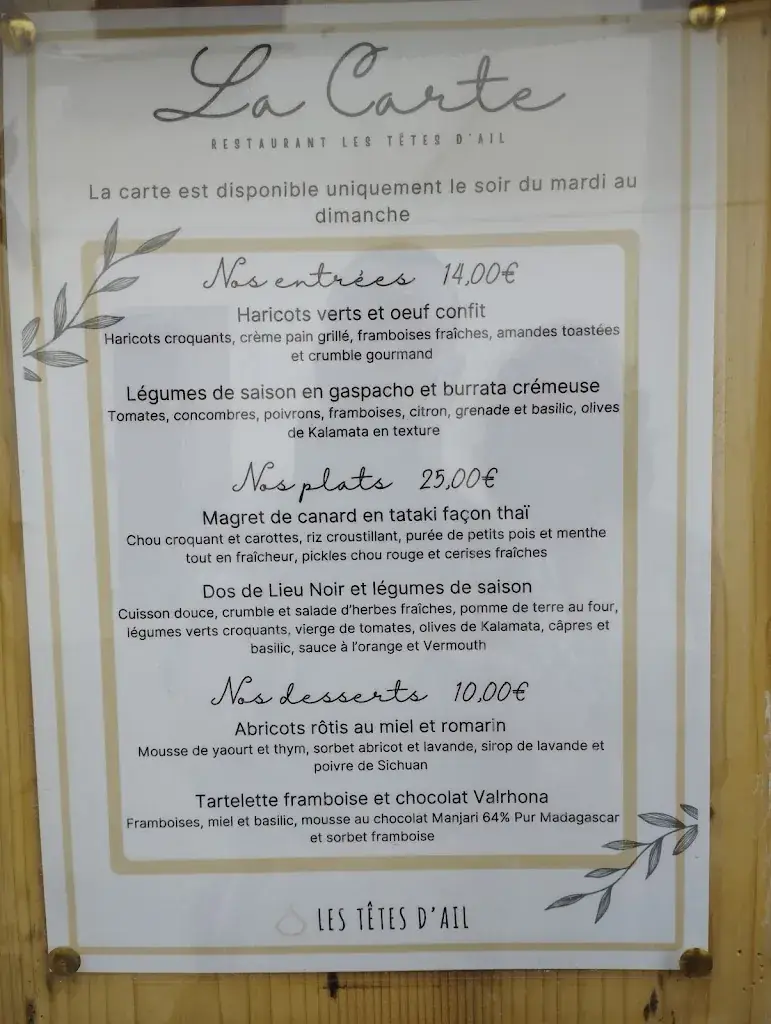 La Carte
RESTAURANT LES TÊTES D'AIL
La carte est disponible uniquement le soir du mardi au
dimanche
Nos entrées 14,00€
Haricots verts et oeuf confit
Haricots croquants, crème pain grillé, framboises fraîches, amandes toastées
et crumble gourmand
Légumes de saison en gaspacho et burrata crémeuse
Tomates, concombres, poivrons, framboises, citron, grenade et basilic, olives
de Kalamata en texture
Nos plats 25,00€
Magret de canard en tataki façon thaï
Chou croquant et carottes, riz croustillant, purée de petits pois et menthe
tout en fraîcheur, pickles chou rouge et cerises fraîches
Dos de Lieu Noir et légumes de saison
Cuisson douce, crumble et salade d'herbes fraîches, pomme de terre au four,
légumes verts croquants, vierge de tomates, olives de Kalamata, câpres et
basilic, sauce à l'orange et Vermouth
Nos desserts 10,00€
Abricots rôtis au miel et romarin
Mousse de yaourt et thym, sorbet abricot et lavande, sirop de lavande et
poivre de Sichuan
Tartelette framboise et chocolat Valrhona
Framboises, miel et basilic, mousse au chocolat Manjari 64% Pur Madagascar
et sorbet framboise
LES TÊTES D'AIL